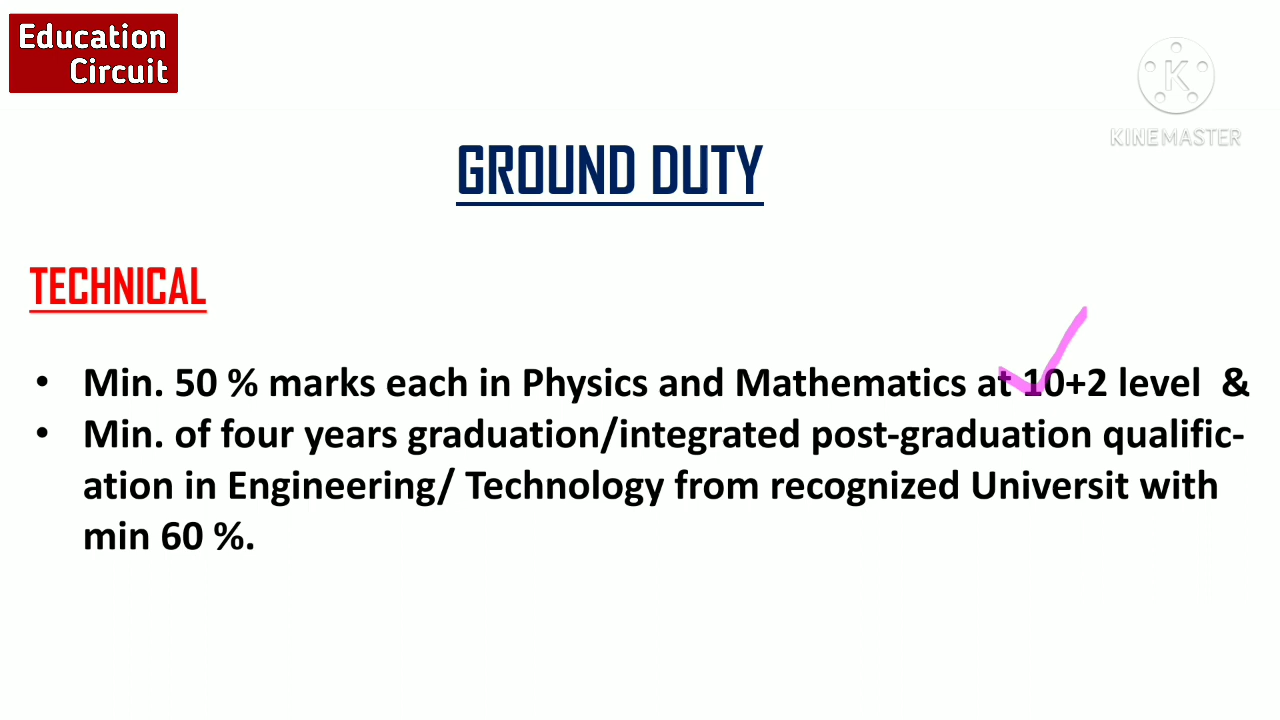 Education
Circuit
K
KINEMASTER
GROUND DUTY
TECHNICAL
• Min. 50 % marks each in Physics and Mathematics at 10+2 level &
• Min. of four years graduation/integrated post-graduation qualific-
ation in Engineering/ Technology from recognized Universit with
min 60 %.